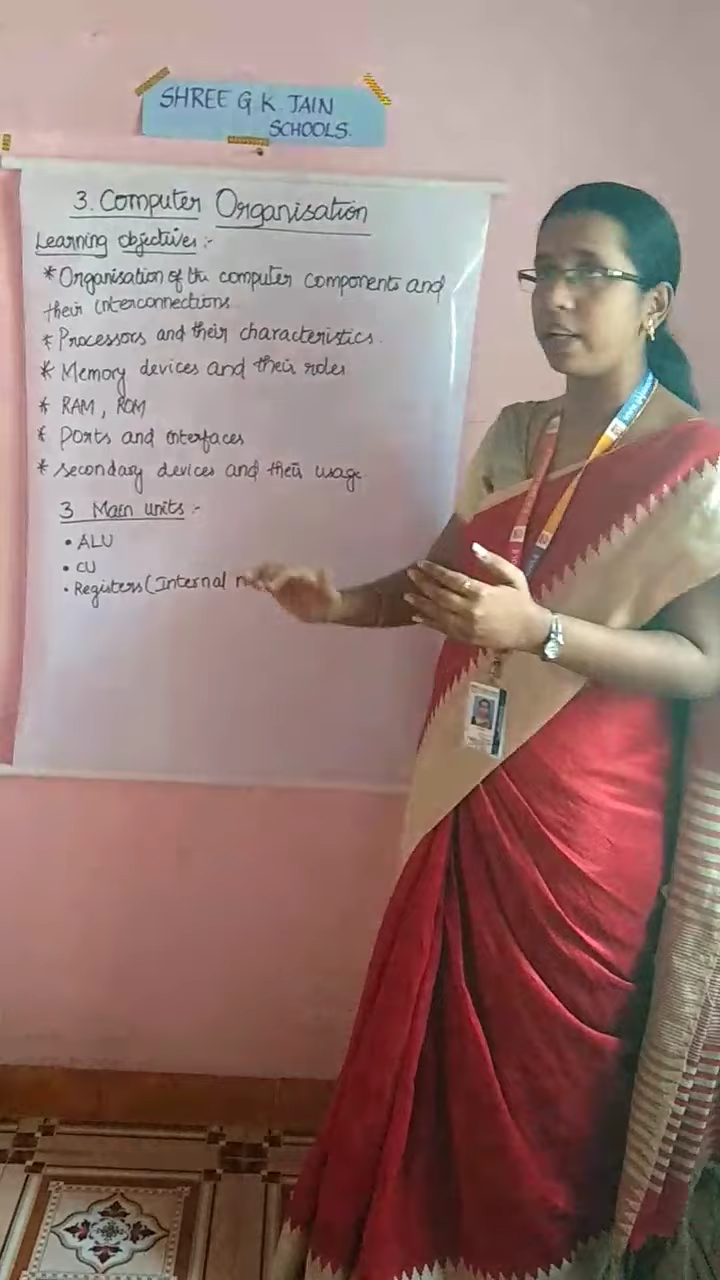 SHREE G K JAIN
SCHOOLS.
3. Computer Organisation
Learning objectives :-
* Organisation of the computer components and
their interconnections.
* Processors and their characteristics.
* Memory devices and their roles
* RAM, ROM
* Ports and interfaces
* Secondary devices and their usage
3 Main units :-
• ALU
• CU
• Registers (Internal